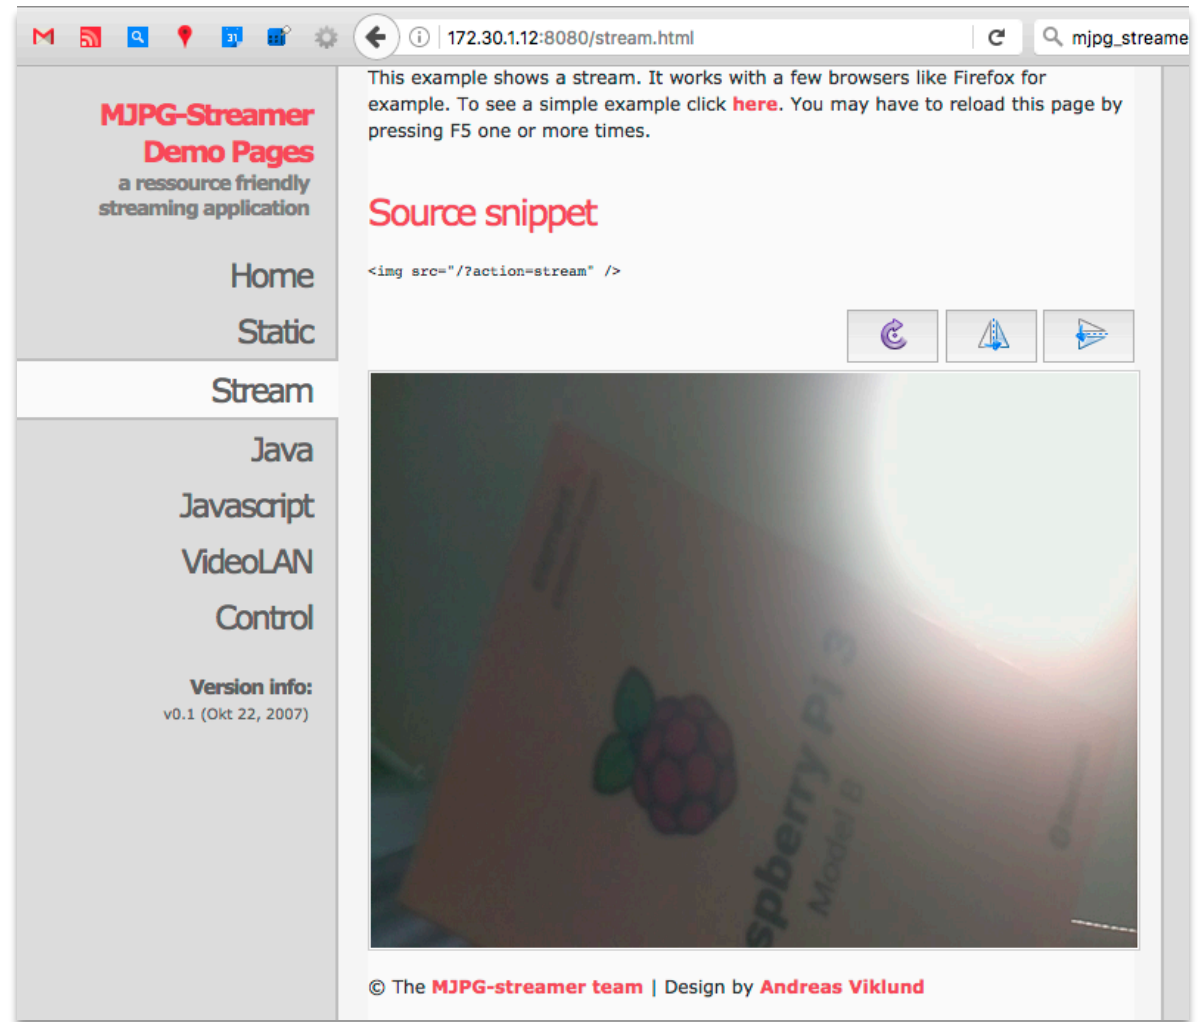 31
172.30.1.12:8080/stream.html
mjpg_streame
MJPG-Streamer
Demo Pages
a ressource friendly
streaming application
Home
Static
Stream
Java
Javascript
VideoLAN
Control
Version info:
v0.1 (Okt 22, 2007)
This example shows a stream. It works with a few browsers like Firefox for
example. To see a simple example click here. You may have to reload this page by
pressing F5 one or more times.
Source snippet
<img src="/?action=stream" />
spberry Pi 3
Model B
© The MJPG-streamer team | Design by Andreas Viklund